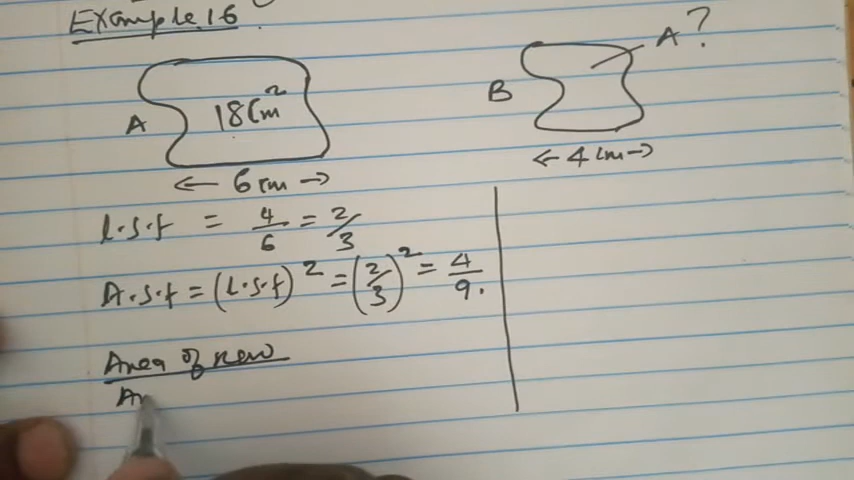 Example 16
A 18cm²
← 6cm →
B A?
← 4cm →
l.s.f = 4/6 = 2/3
A.s.f = (l.s.f)² = (2/3)² = 4/9.
Area of new